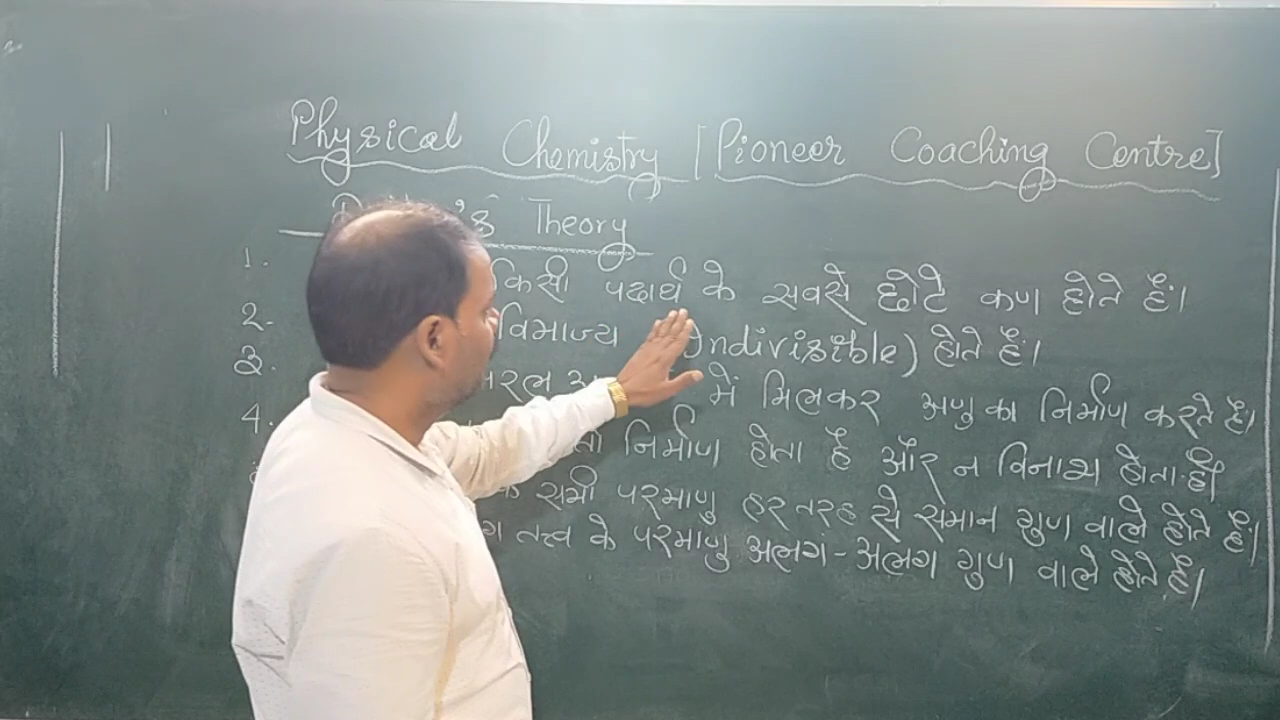 Physical Chemistry [Pioneer Coaching Centre]
's Theory
1. किसी पदार्थ के सबसे छोटे कण होते हैं।
2. विभाज्य Indivisible) होते हैं।
3. सरल में मिलकर अणु का निर्माण करते है।
4. तो निर्माण होता है और न विनाश होता है
के सभी परमाणु हर तरह से समान गुण वाले होते हैं।
तत्व के परमाणु अलग-अलग गुण वाले होते हैं।